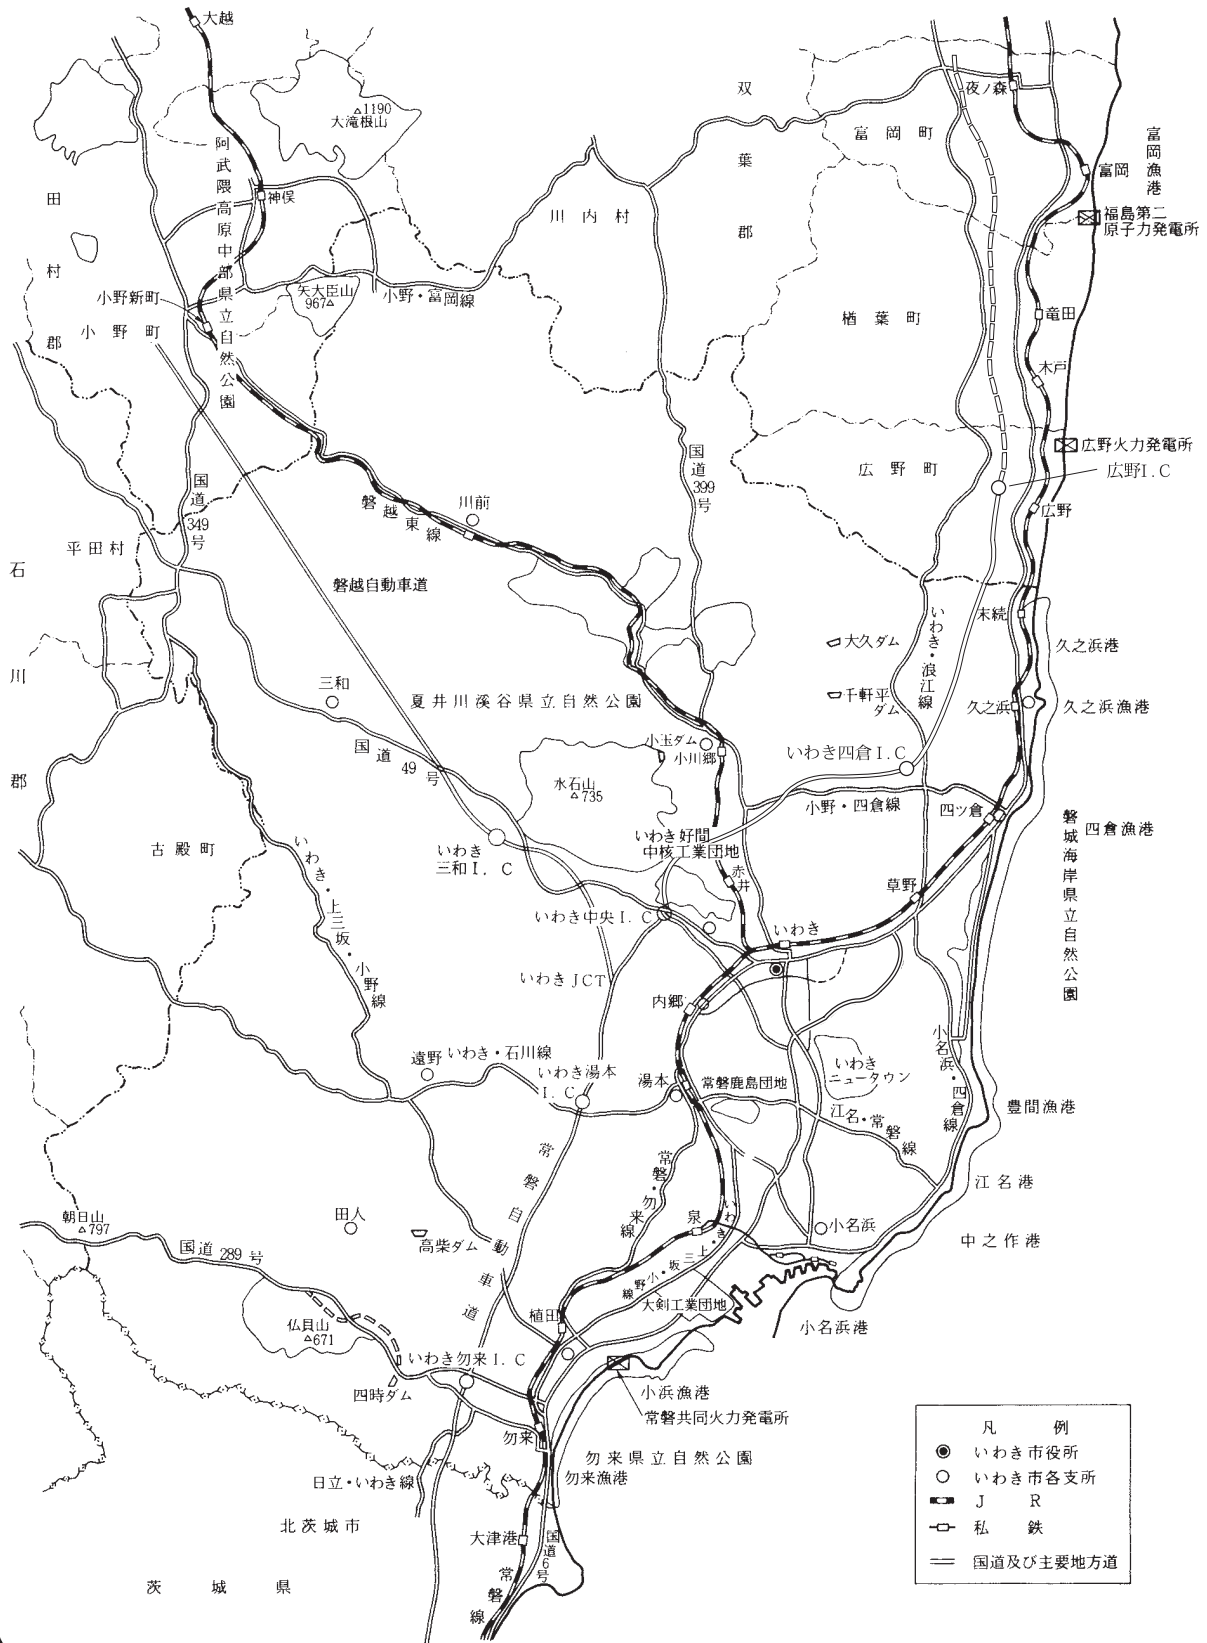 大越
△1190
大滝根山
阿武隈高原中部県立自然公園
神俣
田村郡
小野新町
小野町
矢大臣山
967△
小野・富岡線
川内村
双葉郡
夜ノ森
富岡町
富岡
富岡漁港
福島第二
原子力発電所
楢葉町
竜田
木戸
広野火力発電所
広野町
広野I.C
広野
国道399号
国道349号
平田村
石川郡
磐越東線
川前
磐越自動車道
いわき・浪江線
末続
大久ダム
久之浜港
千軒平
ダム
久之浜
久之浜漁港
三和
夏井川溪谷県立自然公園
国道49号
小玉ダム
小川郷
いわき四倉I.C
水石山
△735
小野・四倉線
四ツ倉
四倉漁港
磐城海岸県立自然公園
いわき好間
中核工業団地
いわき
三和I.C
古殿町
いわき・上三坂・小野線
赤井
草野
いわき中央I.C
いわき
いわきJCT
内郷
小名浜・四倉線
遠野
いわき・石川線
いわき湯本
I.C
湯本
常磐鹿島団地
いわき
ニュータウン
江名・常磐線
豊間漁港
常磐自動車道
常磐・勿来線
江名港
朝日山
△797
田人
高柴ダム
泉
いわき・上三坂・小野線
小名浜
中之作港
国道289号
大剣工業団地
植田
仏具山
△671
小名浜港
いわき勿来I.C
四時ダム
小浜漁港
常磐共同火力発電所
勿来
勿来県立自然公園
勿来漁港
日立・いわき線
北茨城市
大津港
国道6号
茨城県
常磐線
凡例
いわき市役所
いわき市各支所
JR
私鉄
国道及び主要地方道